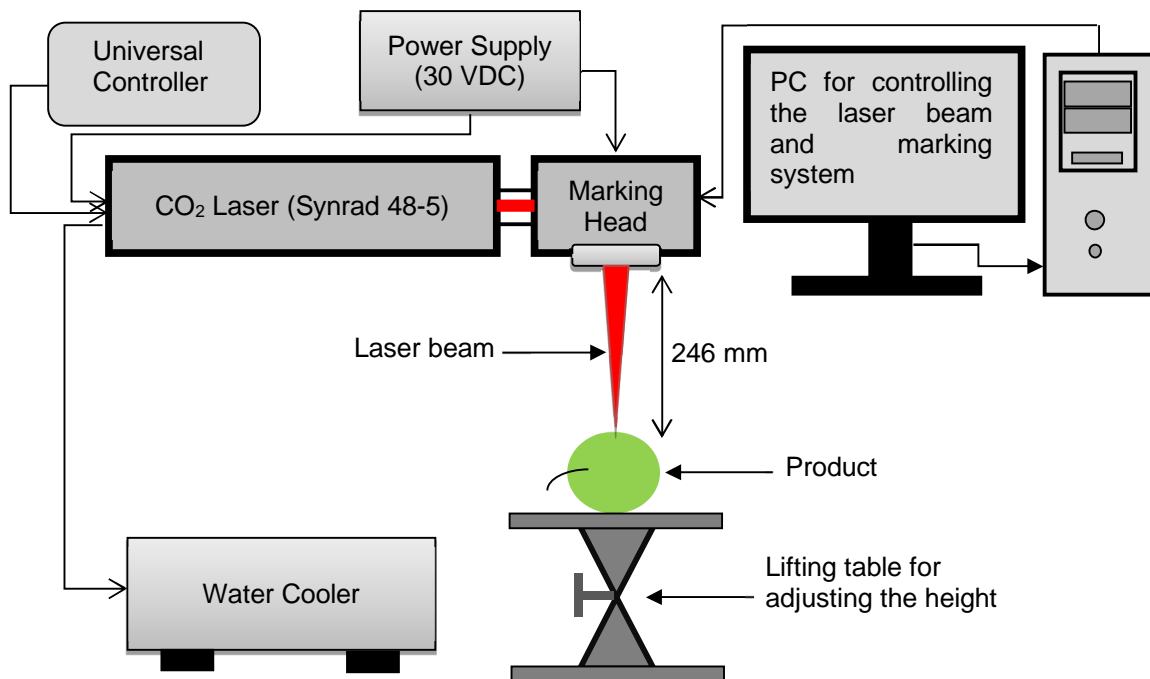 Universal
Controller
Power Supply
(30 VDC)
PC for controlling
the laser beam
and marking
system
CO₂ Laser (Synrad 48-5)
Marking
Head
Laser beam
246 mm
Product
Water Cooler
Lifting table for
adjusting the height